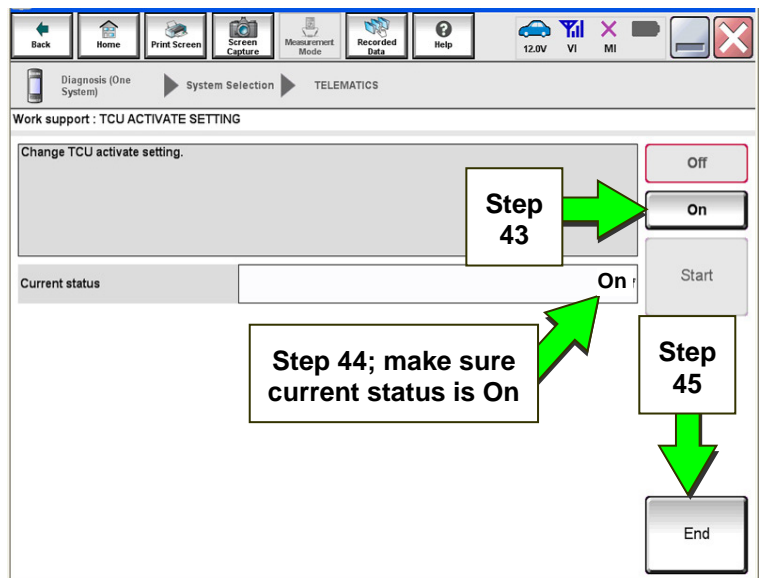 Back
Home
Print Screen
Screen
Capture
Measurement
Mode
Recorded
Data
Help
12.0V
VI
MI
Diagnosis (One
System)
System Selection
TELEMATICS
Work support : TCU ACTIVATE SETTING
Change TCU activate setting.
Off
Step
43
On
Current status
On
Start
Step 44; make sure
current status is On
Step
45
End